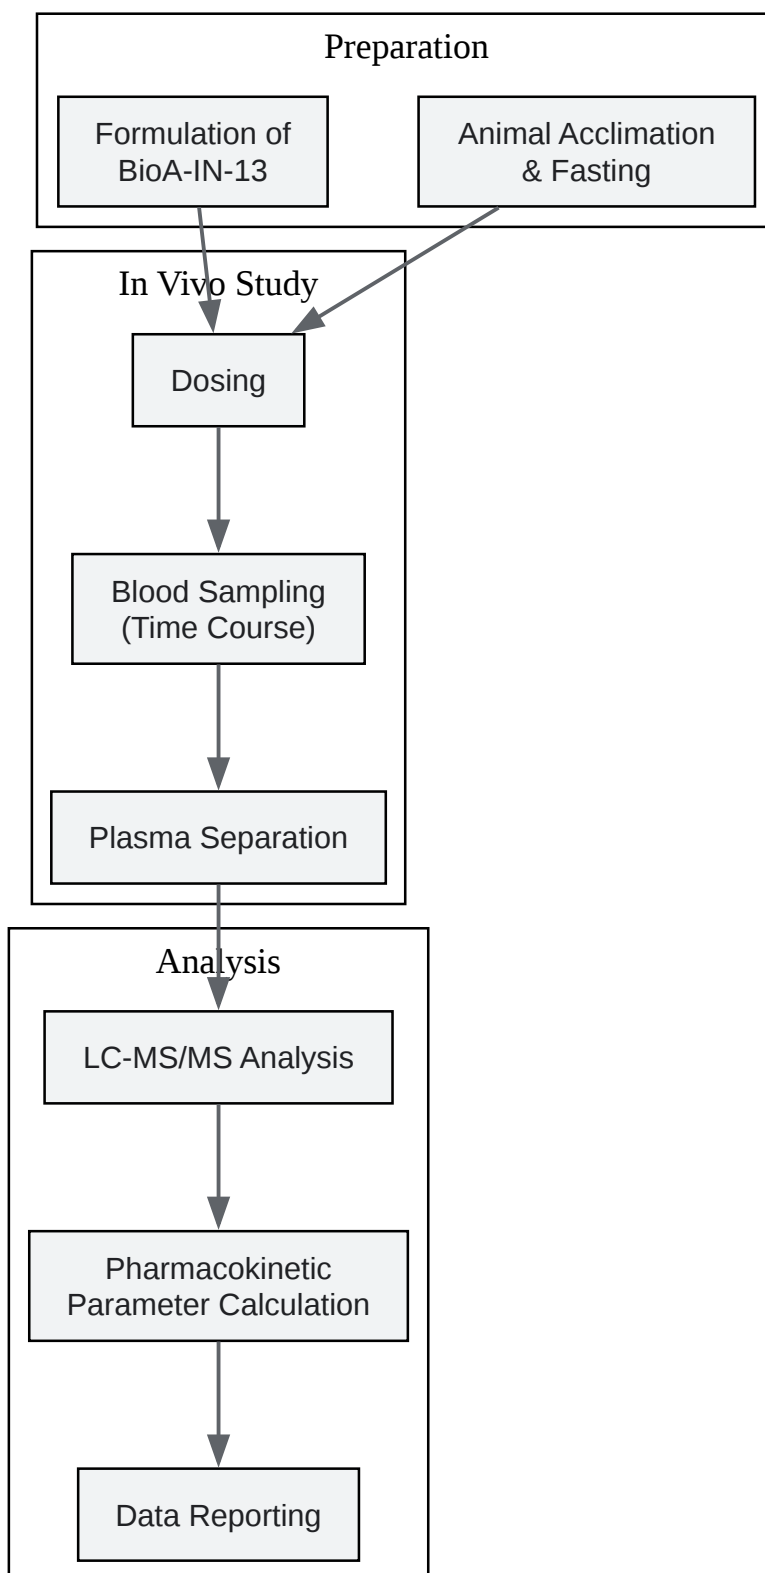 Preparation
Formulation of
BioA-IN-13
Animal Acclimation
& Fasting
In Vivo Study
Dosing
Blood Sampling
(Time Course)
Plasma Separation
Analysis
LC-MS/MS Analysis
Pharmacokinetic
Parameter Calculation
Data Reporting